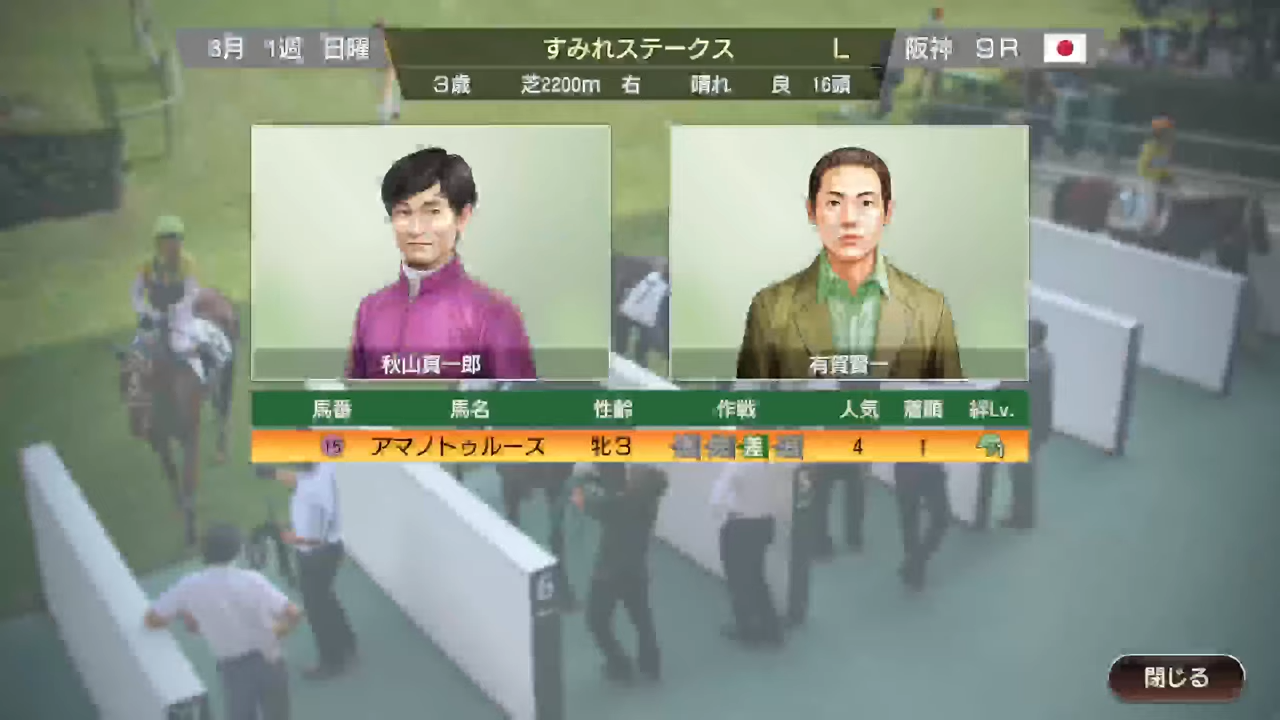 3月 1週 日曜 すみれステークス L 阪神 9R
3歳 芝2200m 右 晴れ 良 16頭
秋山真一郎 有賀賢一
馬番 馬名 性齢 作戦 人気 着順 絆Lv.
15 アマノトゥルーズ 牝3 差 4 1
6
閉じる